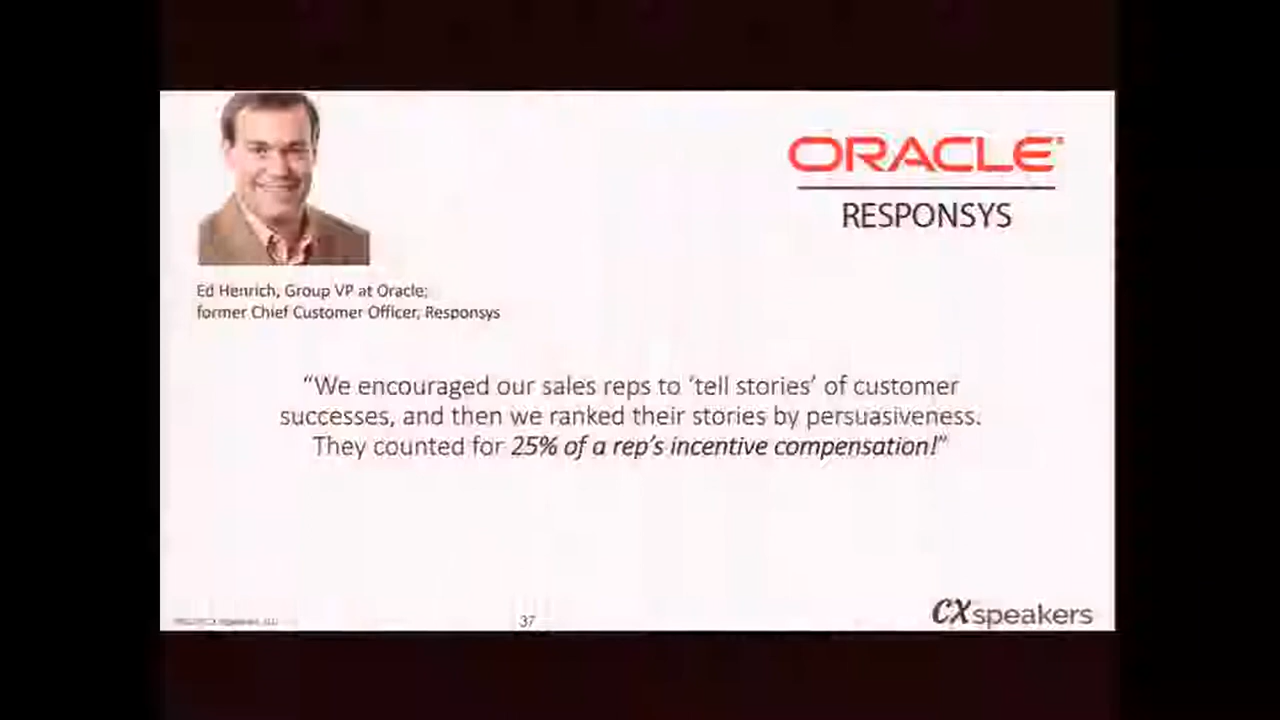 ORACLE®
RESPONSYS
Ed Henrich, Group VP at Oracle;
former Chief Customer Officer, Responsys
“We encouraged our sales reps to ‘tell stories’ of customer
successes, and then we ranked their stories by persuasiveness.
They counted for 25% of a rep’s incentive compensation!”
37
CXspeakers